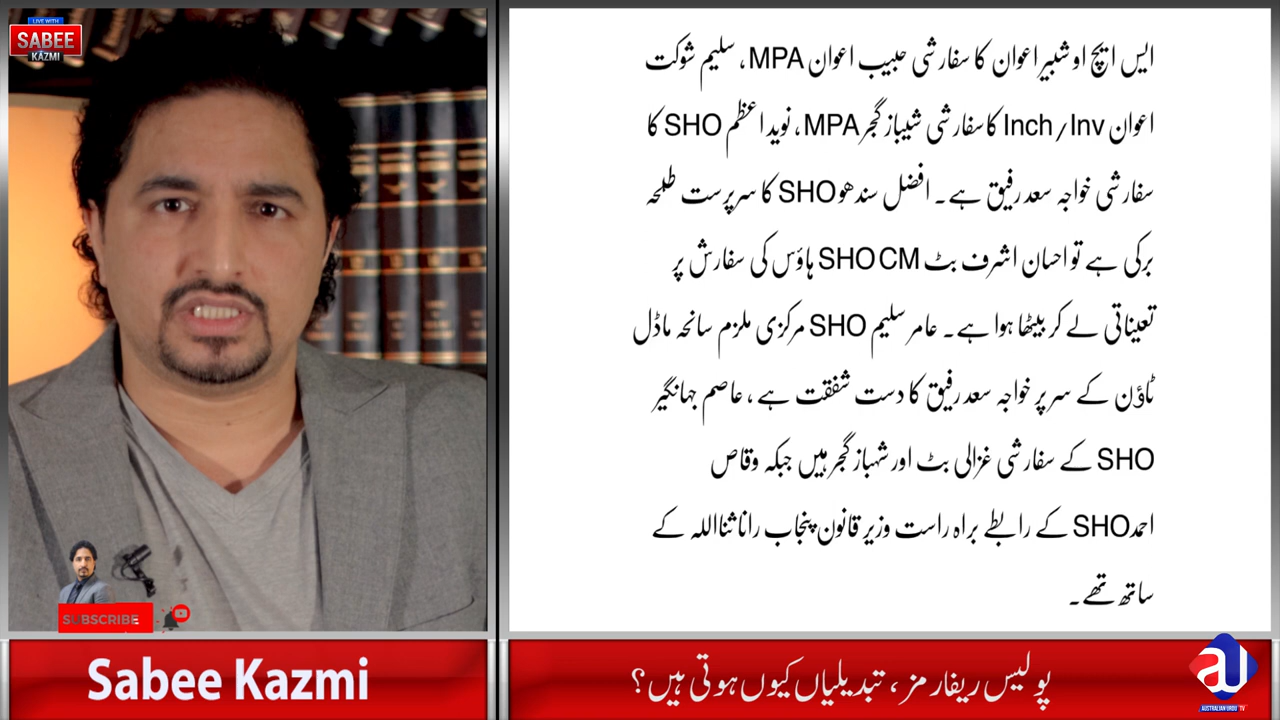 LIVE WITH
SABEE
KAZMI
ایس ایچ او شبیر اعوان کا سفارشی حبیب اعوان MPA، سلیم شوکت
اعوان Inch/Inv کا سفارشی شیباز گجر MPA، نوید اعظم SHO کا
سفارشی خواجہ سعد رفیق ہے۔ افضل سندھو SHO کا سرپرست طلحہ
برکی ہے تو احسان اشرف بٹ SHO CM ہاؤس کی سفارش پر
تعیناتی لے کر بیٹھا ہوا ہے۔ عامر سلیم SHO مرکزی ملزم سانحہ ماڈل
ٹاؤن کے سر پر خواجہ سعد رفیق کا دست شفقت ہے، عاصم جہانگیر
SHO کے سفارشی غزالی بٹ اور شہباز گجر ہیں جبکہ وقاص
احمد SHO کے رابطے براہ راست وزیر قانون پنجاب رانا ثنااللہ کے
ساتھ تھے۔
SUBSCRIBE
Sabee Kazmi
پولیس ریفارمز، تبدیلیاں کیوں ہوتی ہیں؟
AUSTRALIAN URDU TV